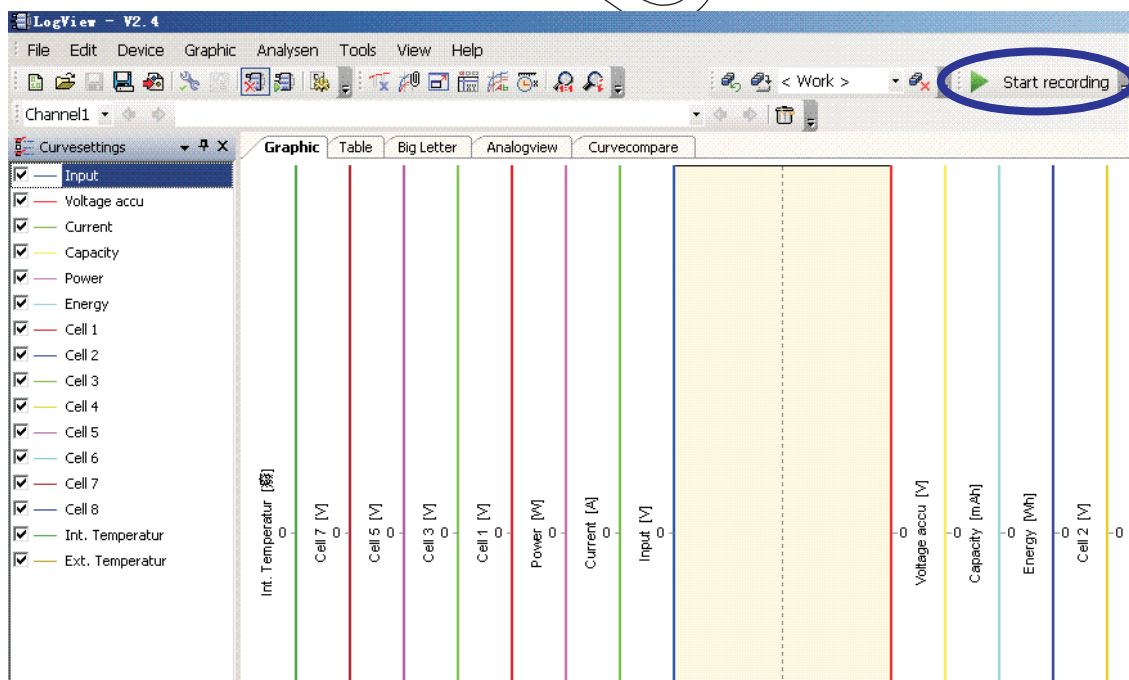 LogView - V2.4
File Edit Device Graphic Analysen Tools View Help
< Work > Start recording
Channel1
Curvesettings
Graphic Table Big Letter Analogview Curvecompare
Input
Voltage accu
Current
Capacity
Power
Energy
Cell 1
Cell 2
Cell 3
Cell 4
Cell 5
Cell 6
Cell 7
Cell 8
Int. Temperatur
Ext. Temperatur
Int. Temperatur
0
Cell 7 [V]
0
Cell 5 [V]
0
Cell 3 [V]
0
Cell 1 [V]
0
Power [W]
0
Current [A]
0
Input [V]
0
0
Voltage accu [V]
0
Capacity [mAh]
0
Energy [Wh]
0
Cell 2 [V]
0